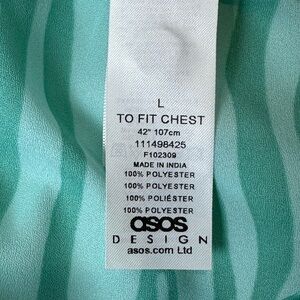 L
TO FIT CHEST
42" 107cm
111498425
F102309
MADE IN INDIA
100% POLYESTER
100% POLYESTER
100% POLIÉSTER
100% POLYESTER
asos
DESIGN
asos.com Ltd